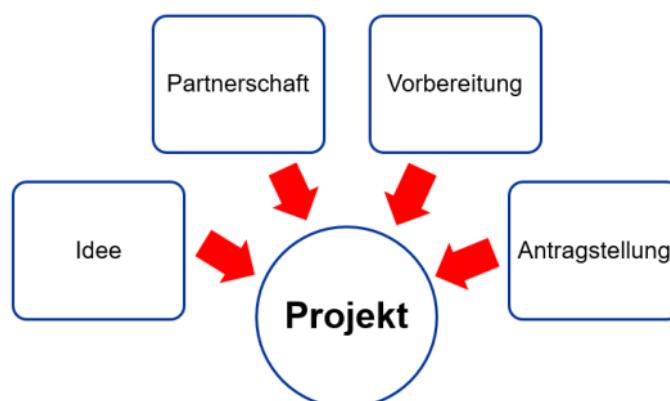 Partnerschaft
Vorbereitung
Idee
Antragstellung
Projekt